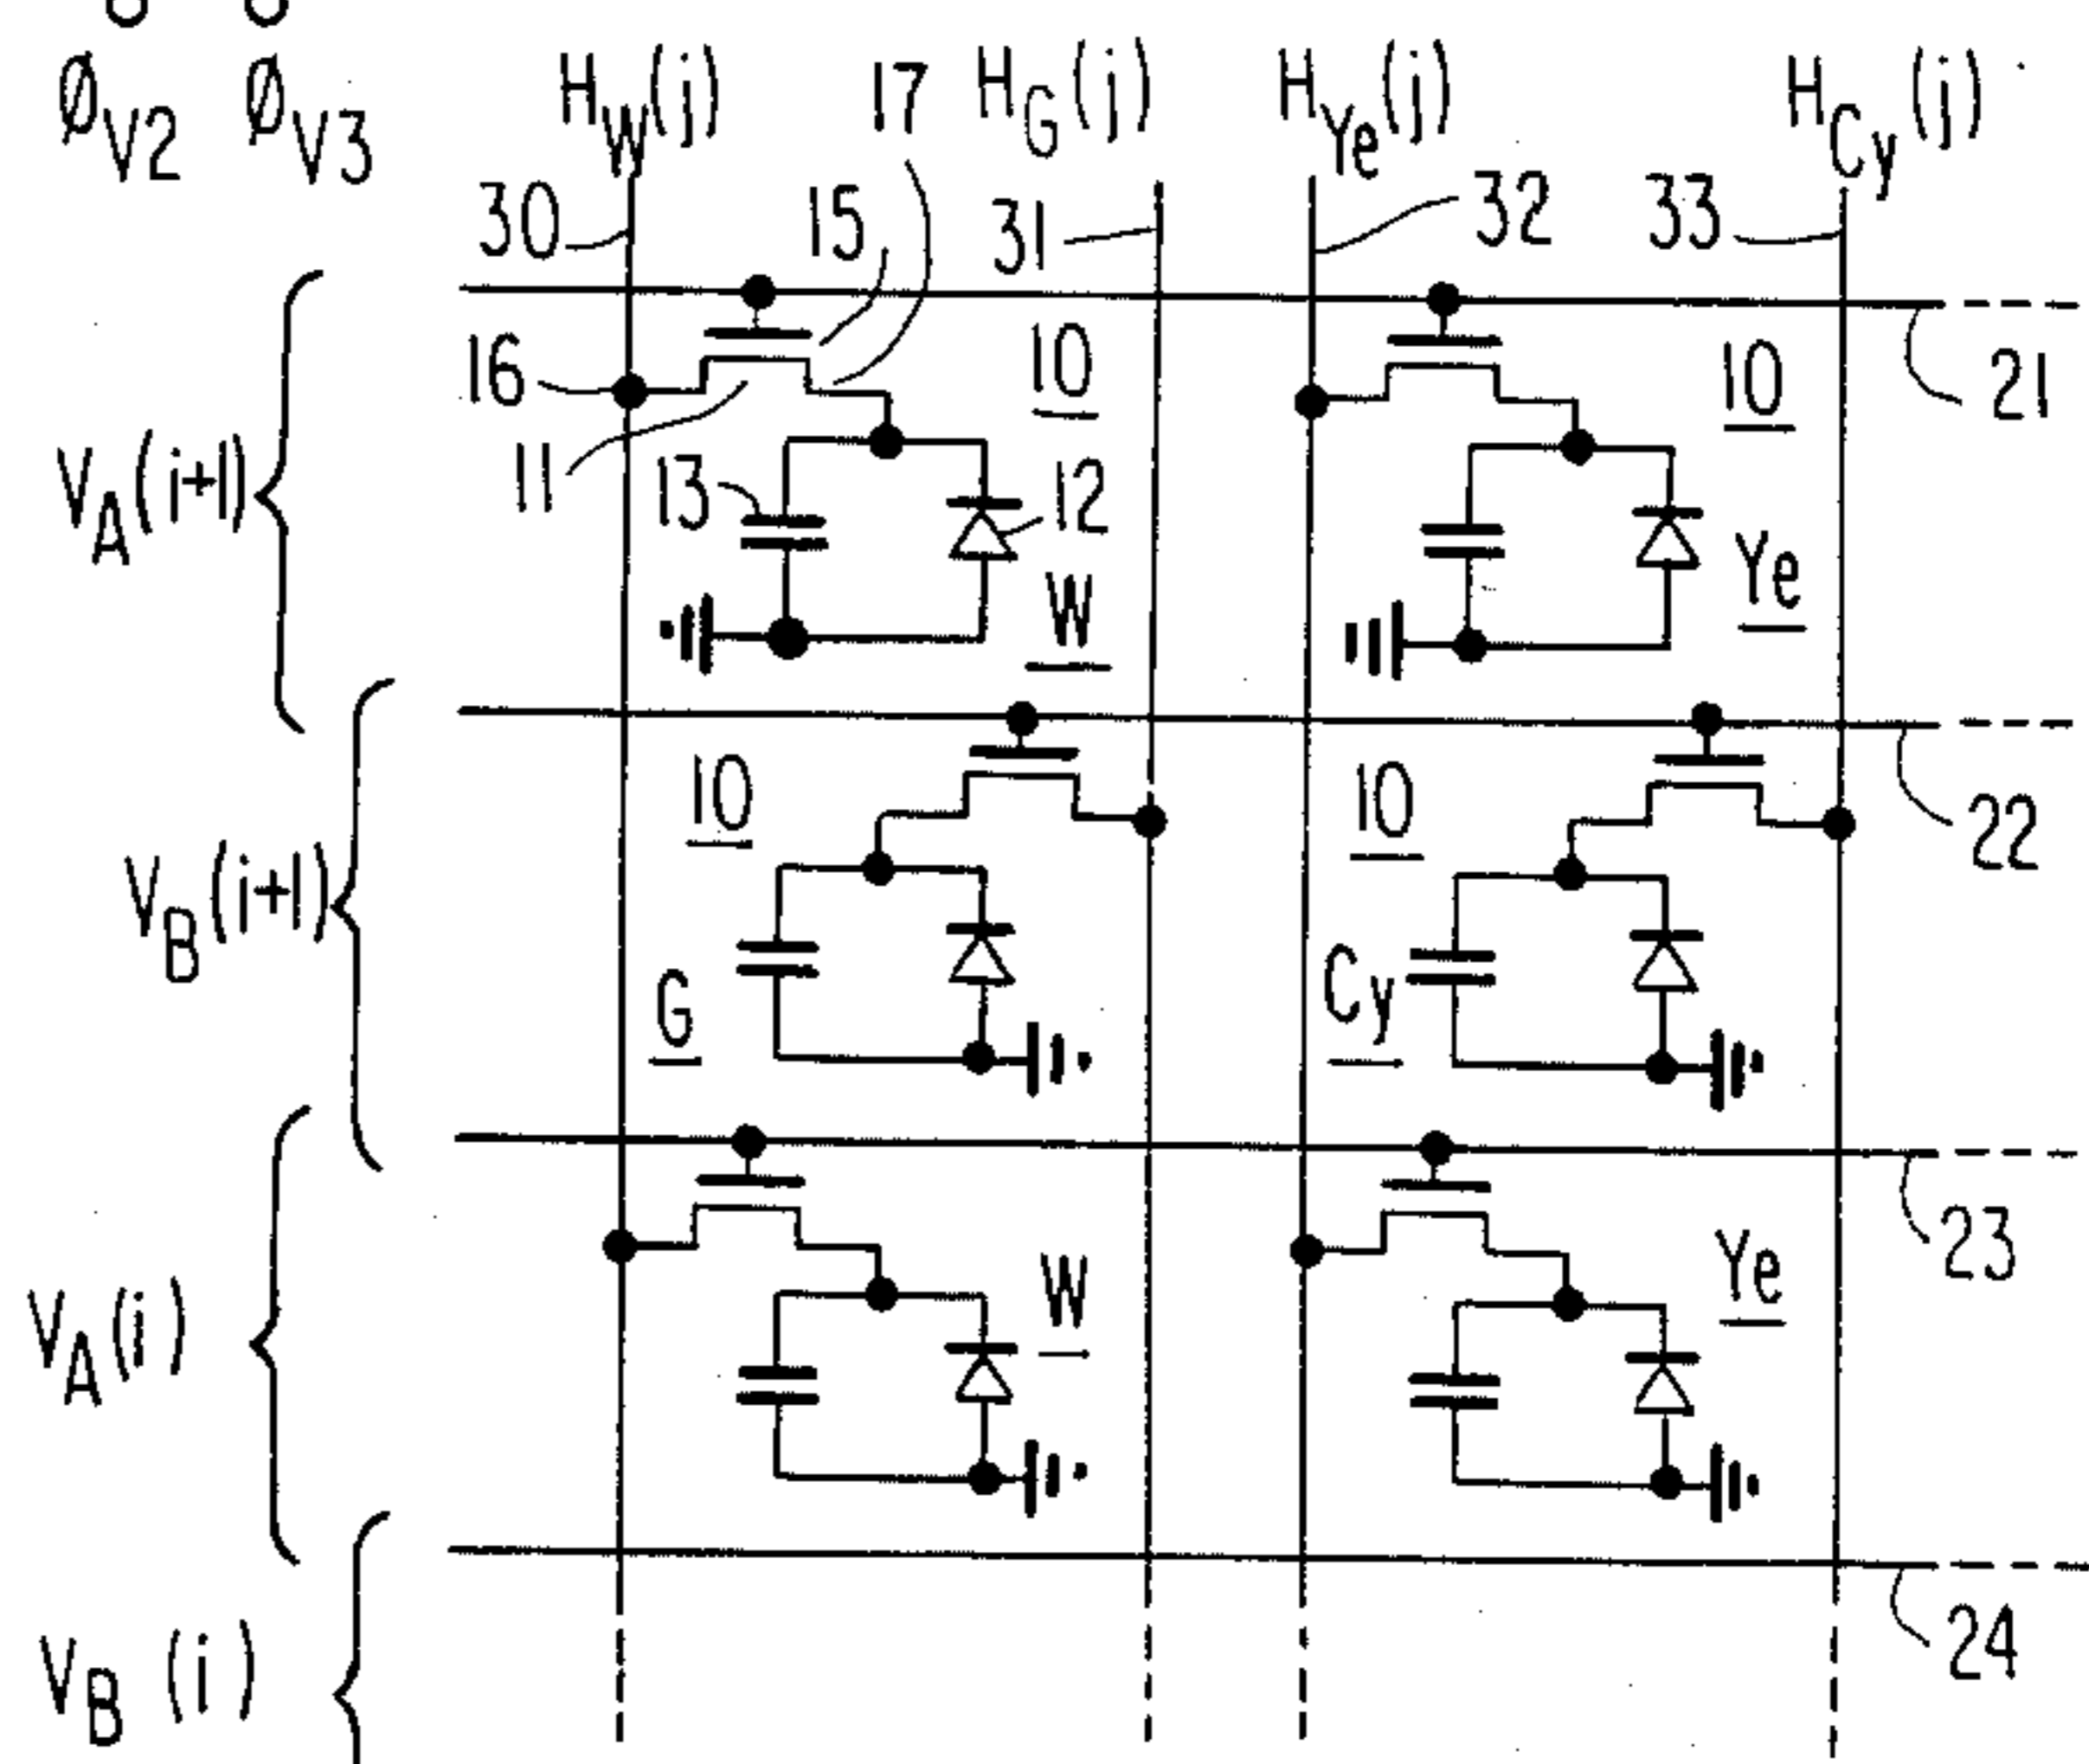 ØV2 ØV3 HW(j) 17 HG(j) HYe(j) HCy(j)
30 15 31 32 33
16 10 10 21
VA(i+1) 11 13 12 Ye
W
10 10 22
VB(i+1) G Cy
W Ye 23
VA(i)
VB(i) 24